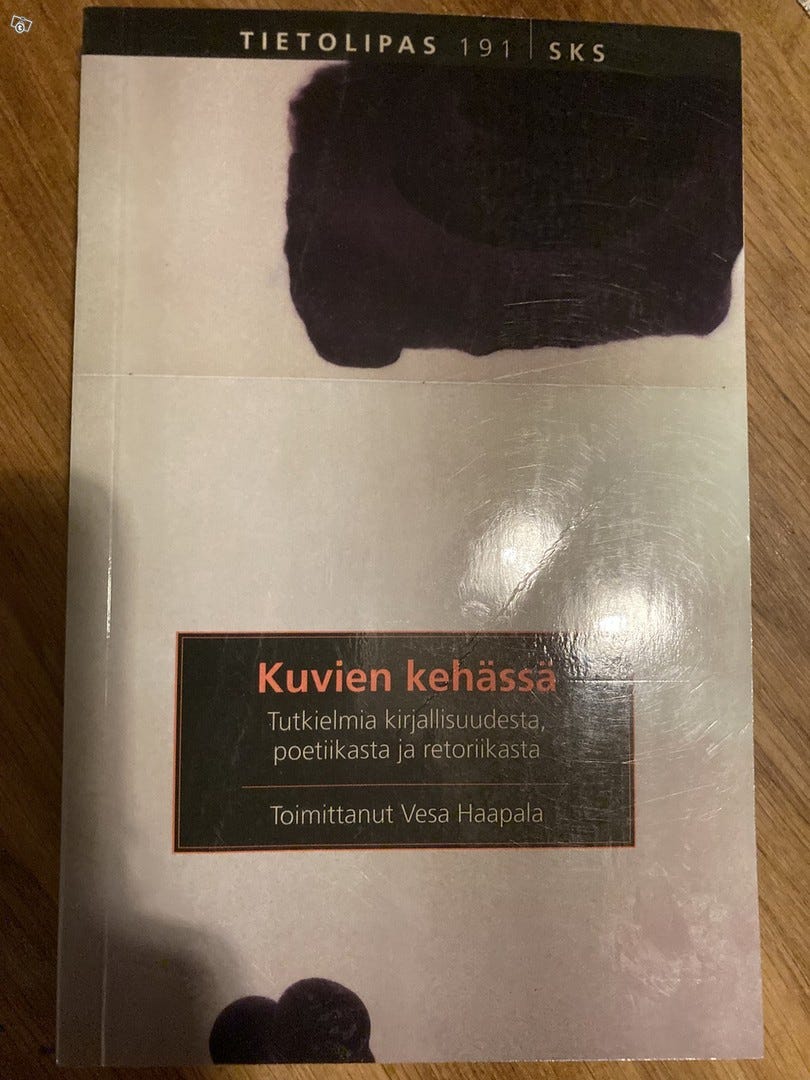 TIETOLIPAS 191 | SKS
Kuvien kehässä
Tutkielmia kirjallisuudesta,
poetiikasta ja retoriikasta
Toimittanut Vesa Haapala